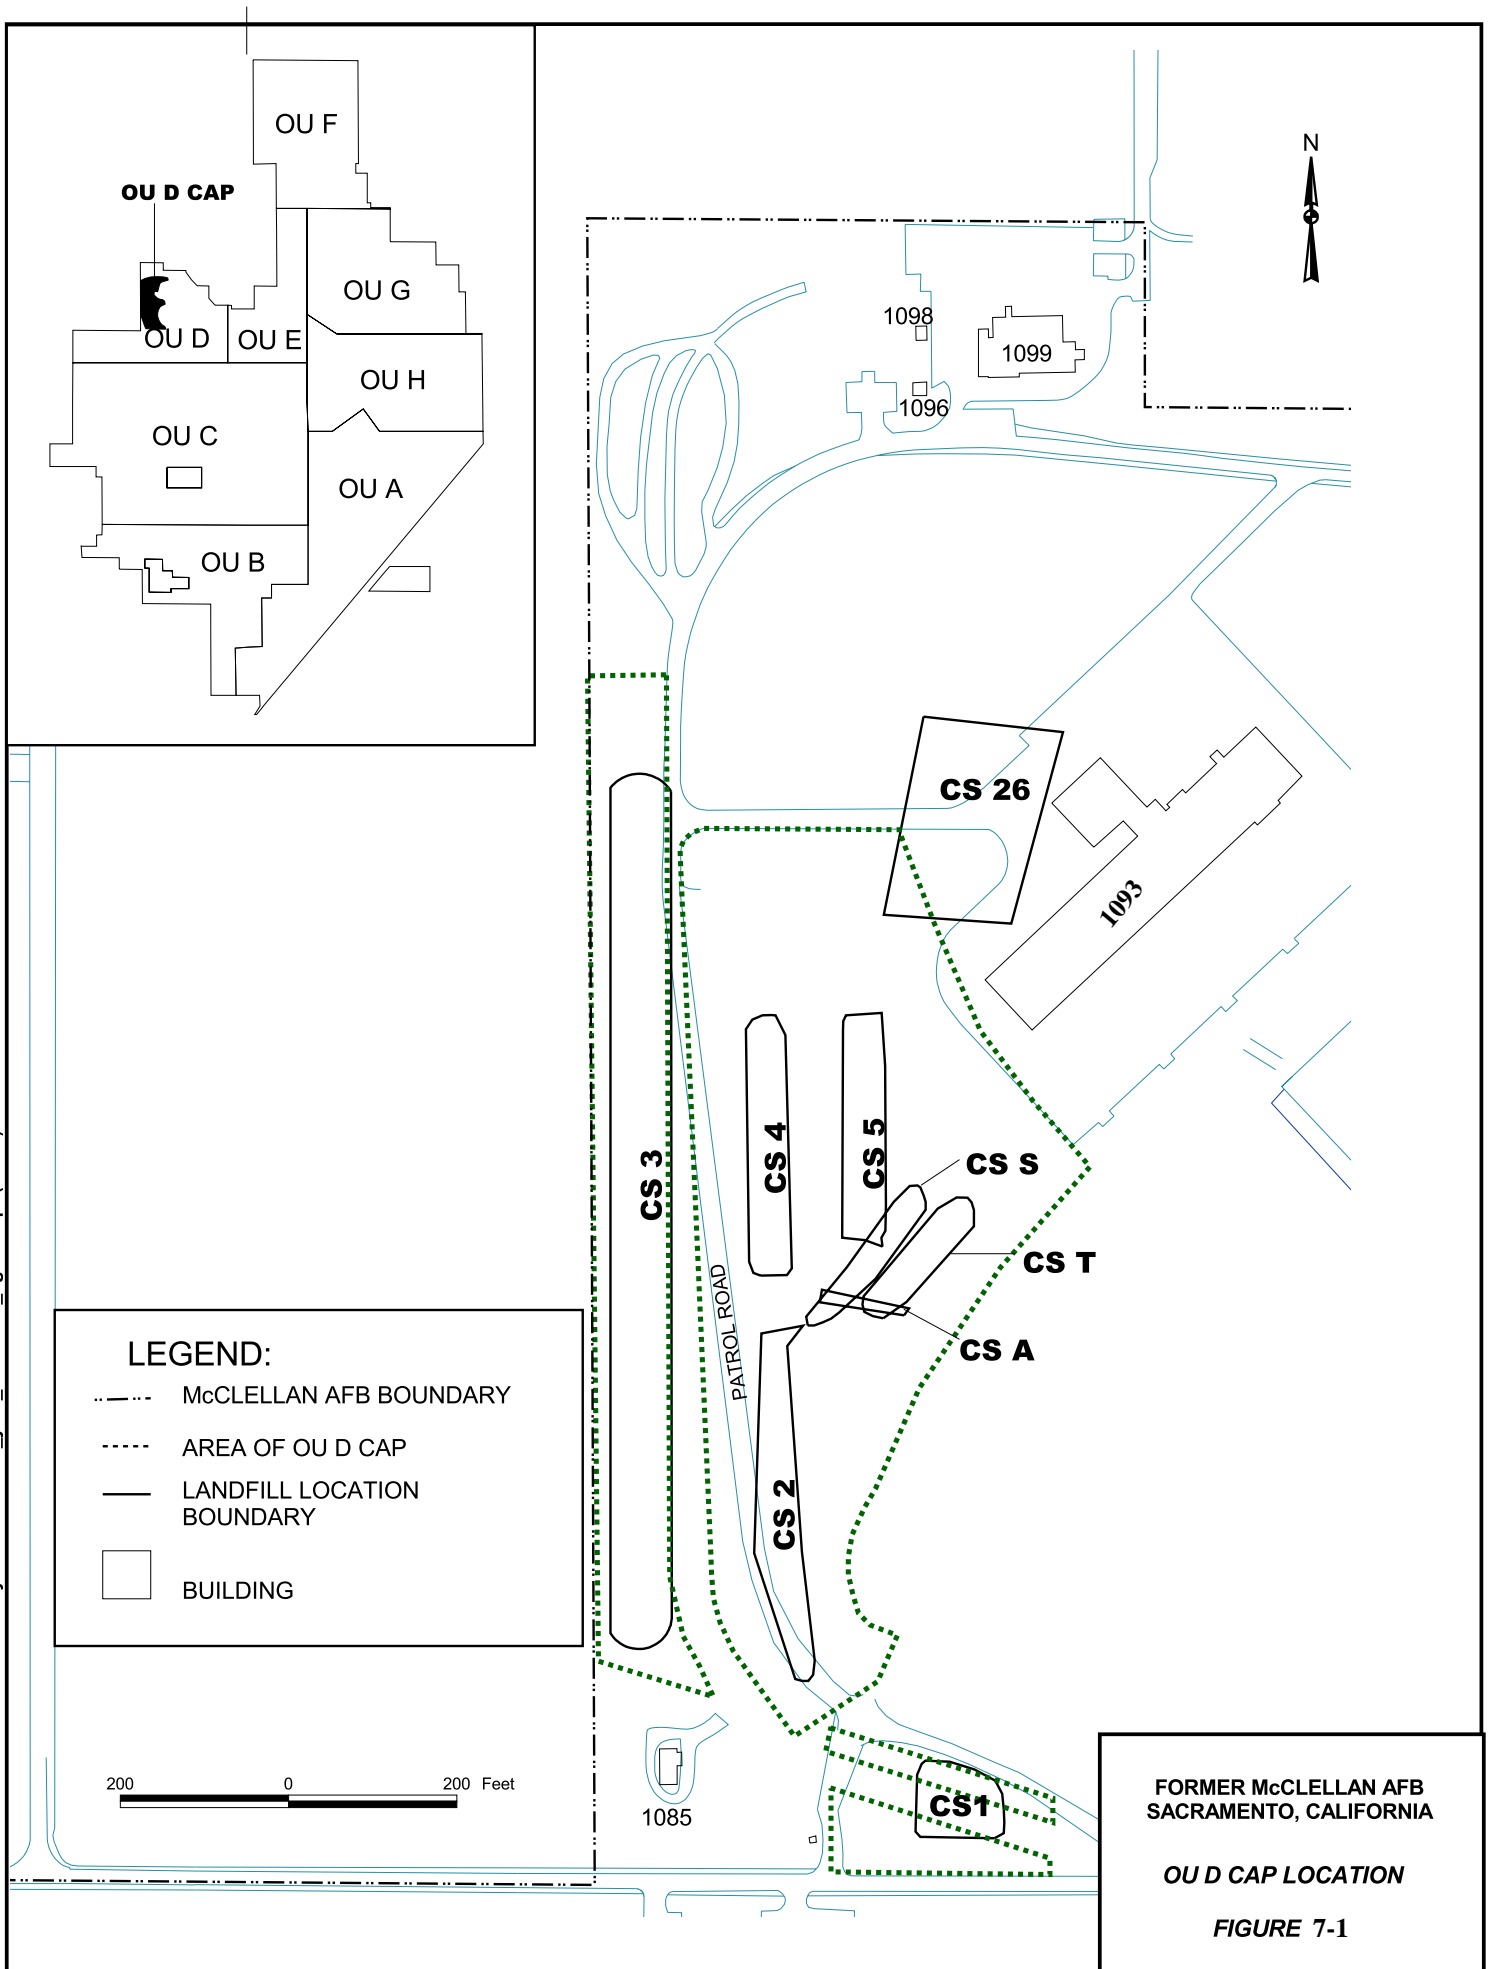 OU F
OU D CAP
OU G
OU D
OU E
OU H
OU C
OU A
OU B
N
1098
1099
1096
CS 26
1093
CS 3
CS 4
CS 5
CS S
CS T
CS A
PATROL ROAD
CS 2
LEGEND:
McCLELLAN AFB BOUNDARY
AREA OF OU D CAP
LANDFILL LOCATION
BOUNDARY
BUILDING
200 0 200 Feet
1085
CS1
FORMER McCLELLAN AFB
SACRAMENTO, CALIFORNIA
OU D CAP LOCATION
FIGURE 7-1